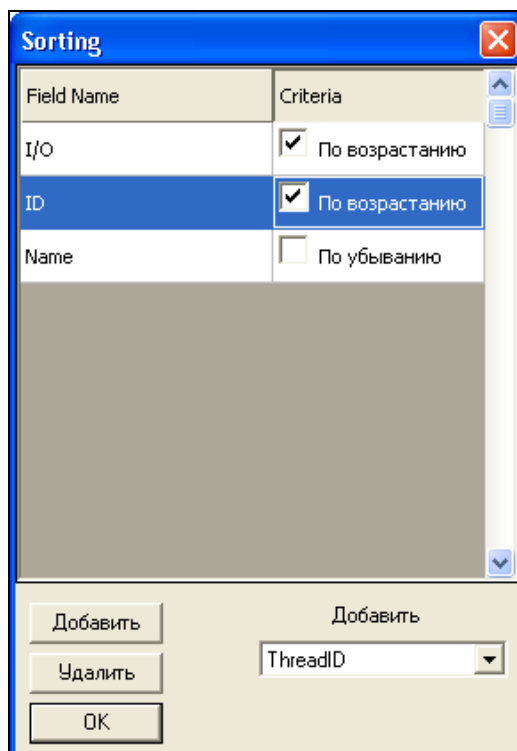 Sorting
Field Name Criteria
I/O По возрастанию
ID По возрастанию
Name По убыванию
Добавить Добавить
ThreadID
Удалить
OK